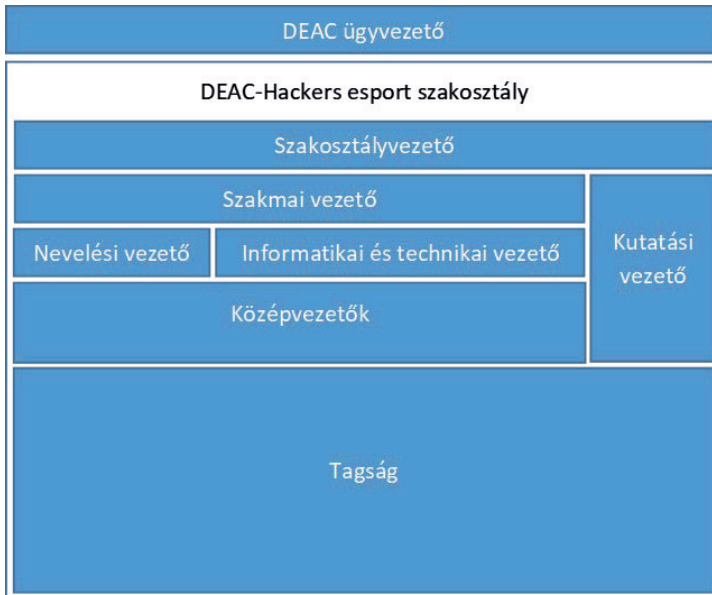 DEAC ügyvezető
DEAC-Hackers esport szakosztály
Szakosztályvezető
Szakmai vezető
Nevelési vezető
Informatikai és technikai vezető
Kutatási
vezető
Középvezetők
Tagság